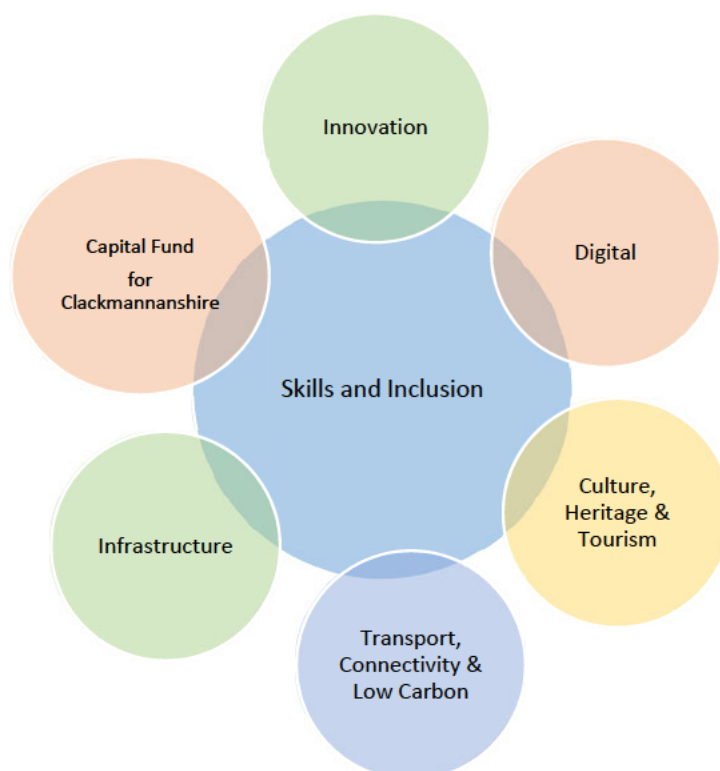 Innovation
Digital
Capital Fund
for
Clackmannanshire
Skills and Inclusion
Culture,
Heritage &
Tourism
Infrastructure
Transport,
Connectivity &
Low Carbon